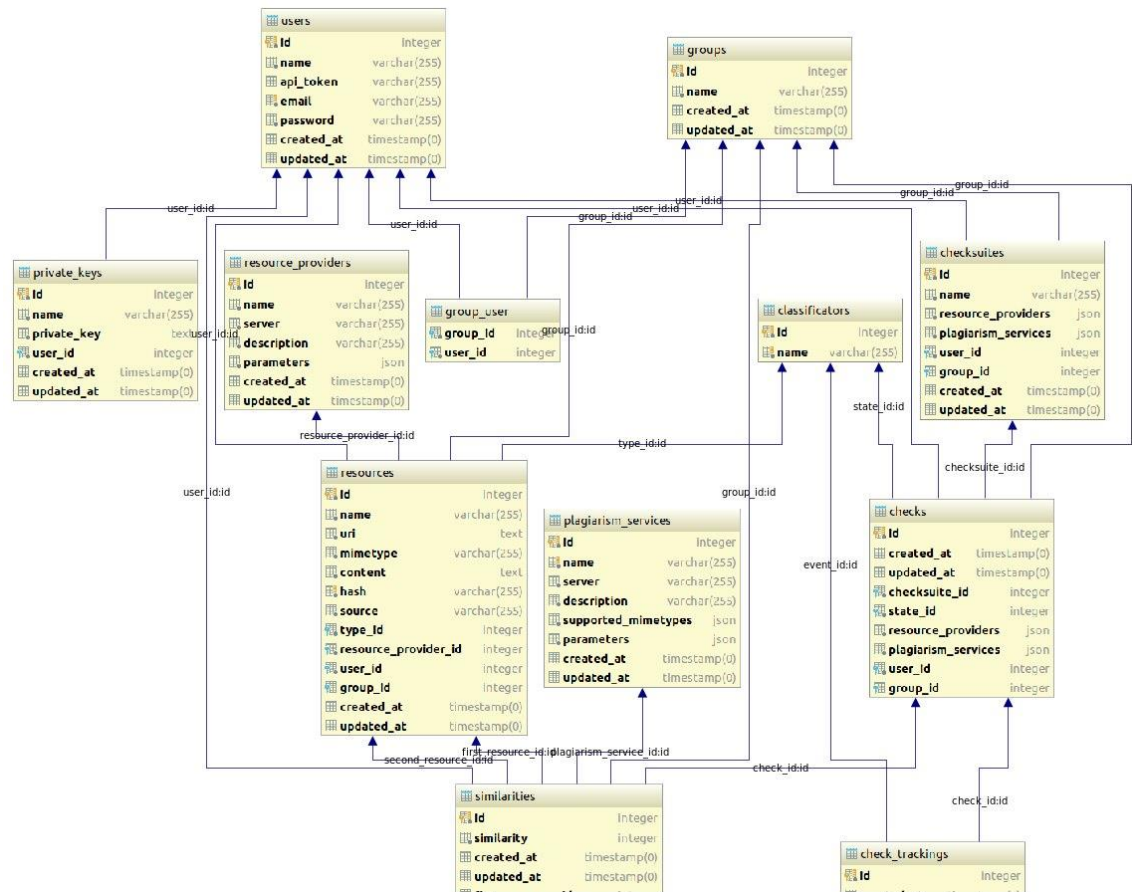 users
id integer
name varchar(255)
api_token varchar(255)
email varchar(255)
password varchar(255)
created_at timestamp(0)
updated_at timestamp(0)
groups
id integer
name varchar(255)
created_at timestamp(0)
updated_at timestamp(0)
user_id:id
user_id:id
user_id:id
group_id:id
user_id:id
user_id:id
group_id:id
group_id:id
private_keys
id integer
name varchar(255)
private_key text
user_id integer
created_at timestamp(0)
updated_at timestamp(0)
user_id:id
resource_providers
id integer
name varchar(255)
server varchar(255)
description varchar(255)
parameters json
created_at timestamp(0)
updated_at timestamp(0)
group_user
group_id integer
user_id integer
group_id:id
classificators
id integer
name varchar(255)
checksuites
id integer
name varchar(255)
resource_providers json
plagiarism_services json
user_id integer
group_id integer
created_at timestamp(0)
updated_at timestamp(0)
state_id:id
resource_provider_id:id
type_id:id
checksuite_id:id
user_id:id
group_id:id
event_id:id
resources
id integer
name varchar(255)
uri text
mimetype varchar(255)
content text
hash varchar(255)
source varchar(255)
type_id integer
resource_provider_id integer
user_id integer
group_id integer
created_at timestamp(0)
updated_at timestamp(0)
plagiarism_services
id integer
name varchar(255)
server varchar(255)
description varchar(255)
supported_mimetypes json
parameters json
created_at timestamp(0)
updated_at timestamp(0)
checks
id integer
created_at timestamp(0)
updated_at timestamp(0)
checksuite_id integer
state_id integer
resource_providers json
plagiarism_services json
user_id integer
group_id integer
first_resource_id:id
plagiarism_service_id:id
second_resource_id:id
check_id:id
check_id:id
similarities
id integer
similarity integer
created_at timestamp(0)
updated_at timestamp(0)
check_trackings
id integer